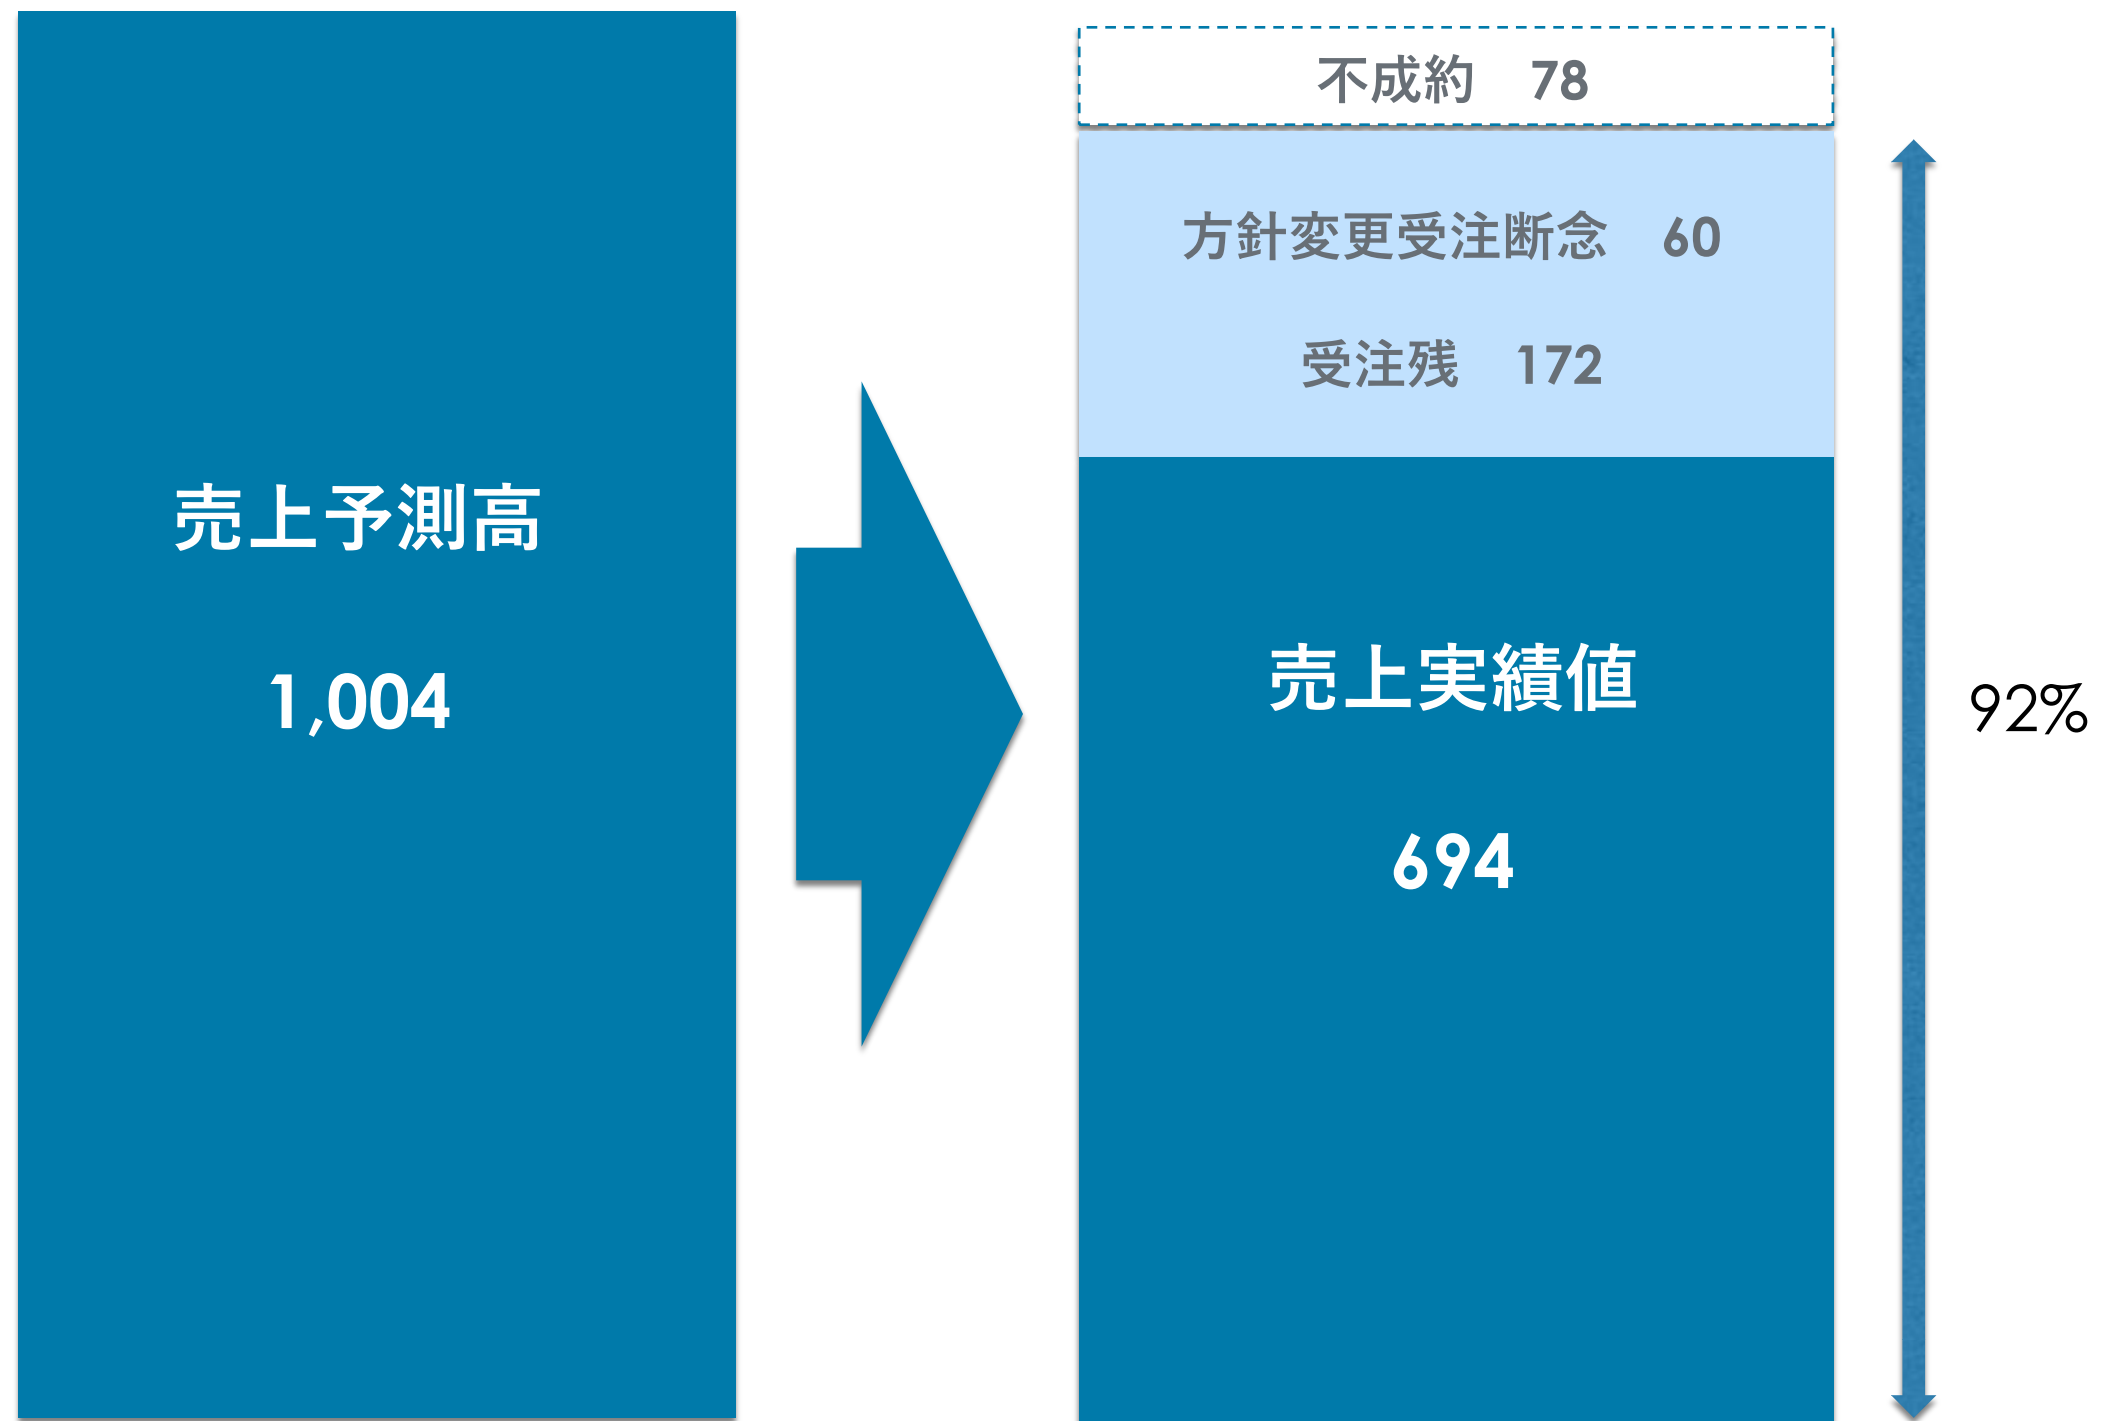 売上予測高
1,004
不成約　78
方針変更受注断念　60
受注残　172
売上実績値
694
92%